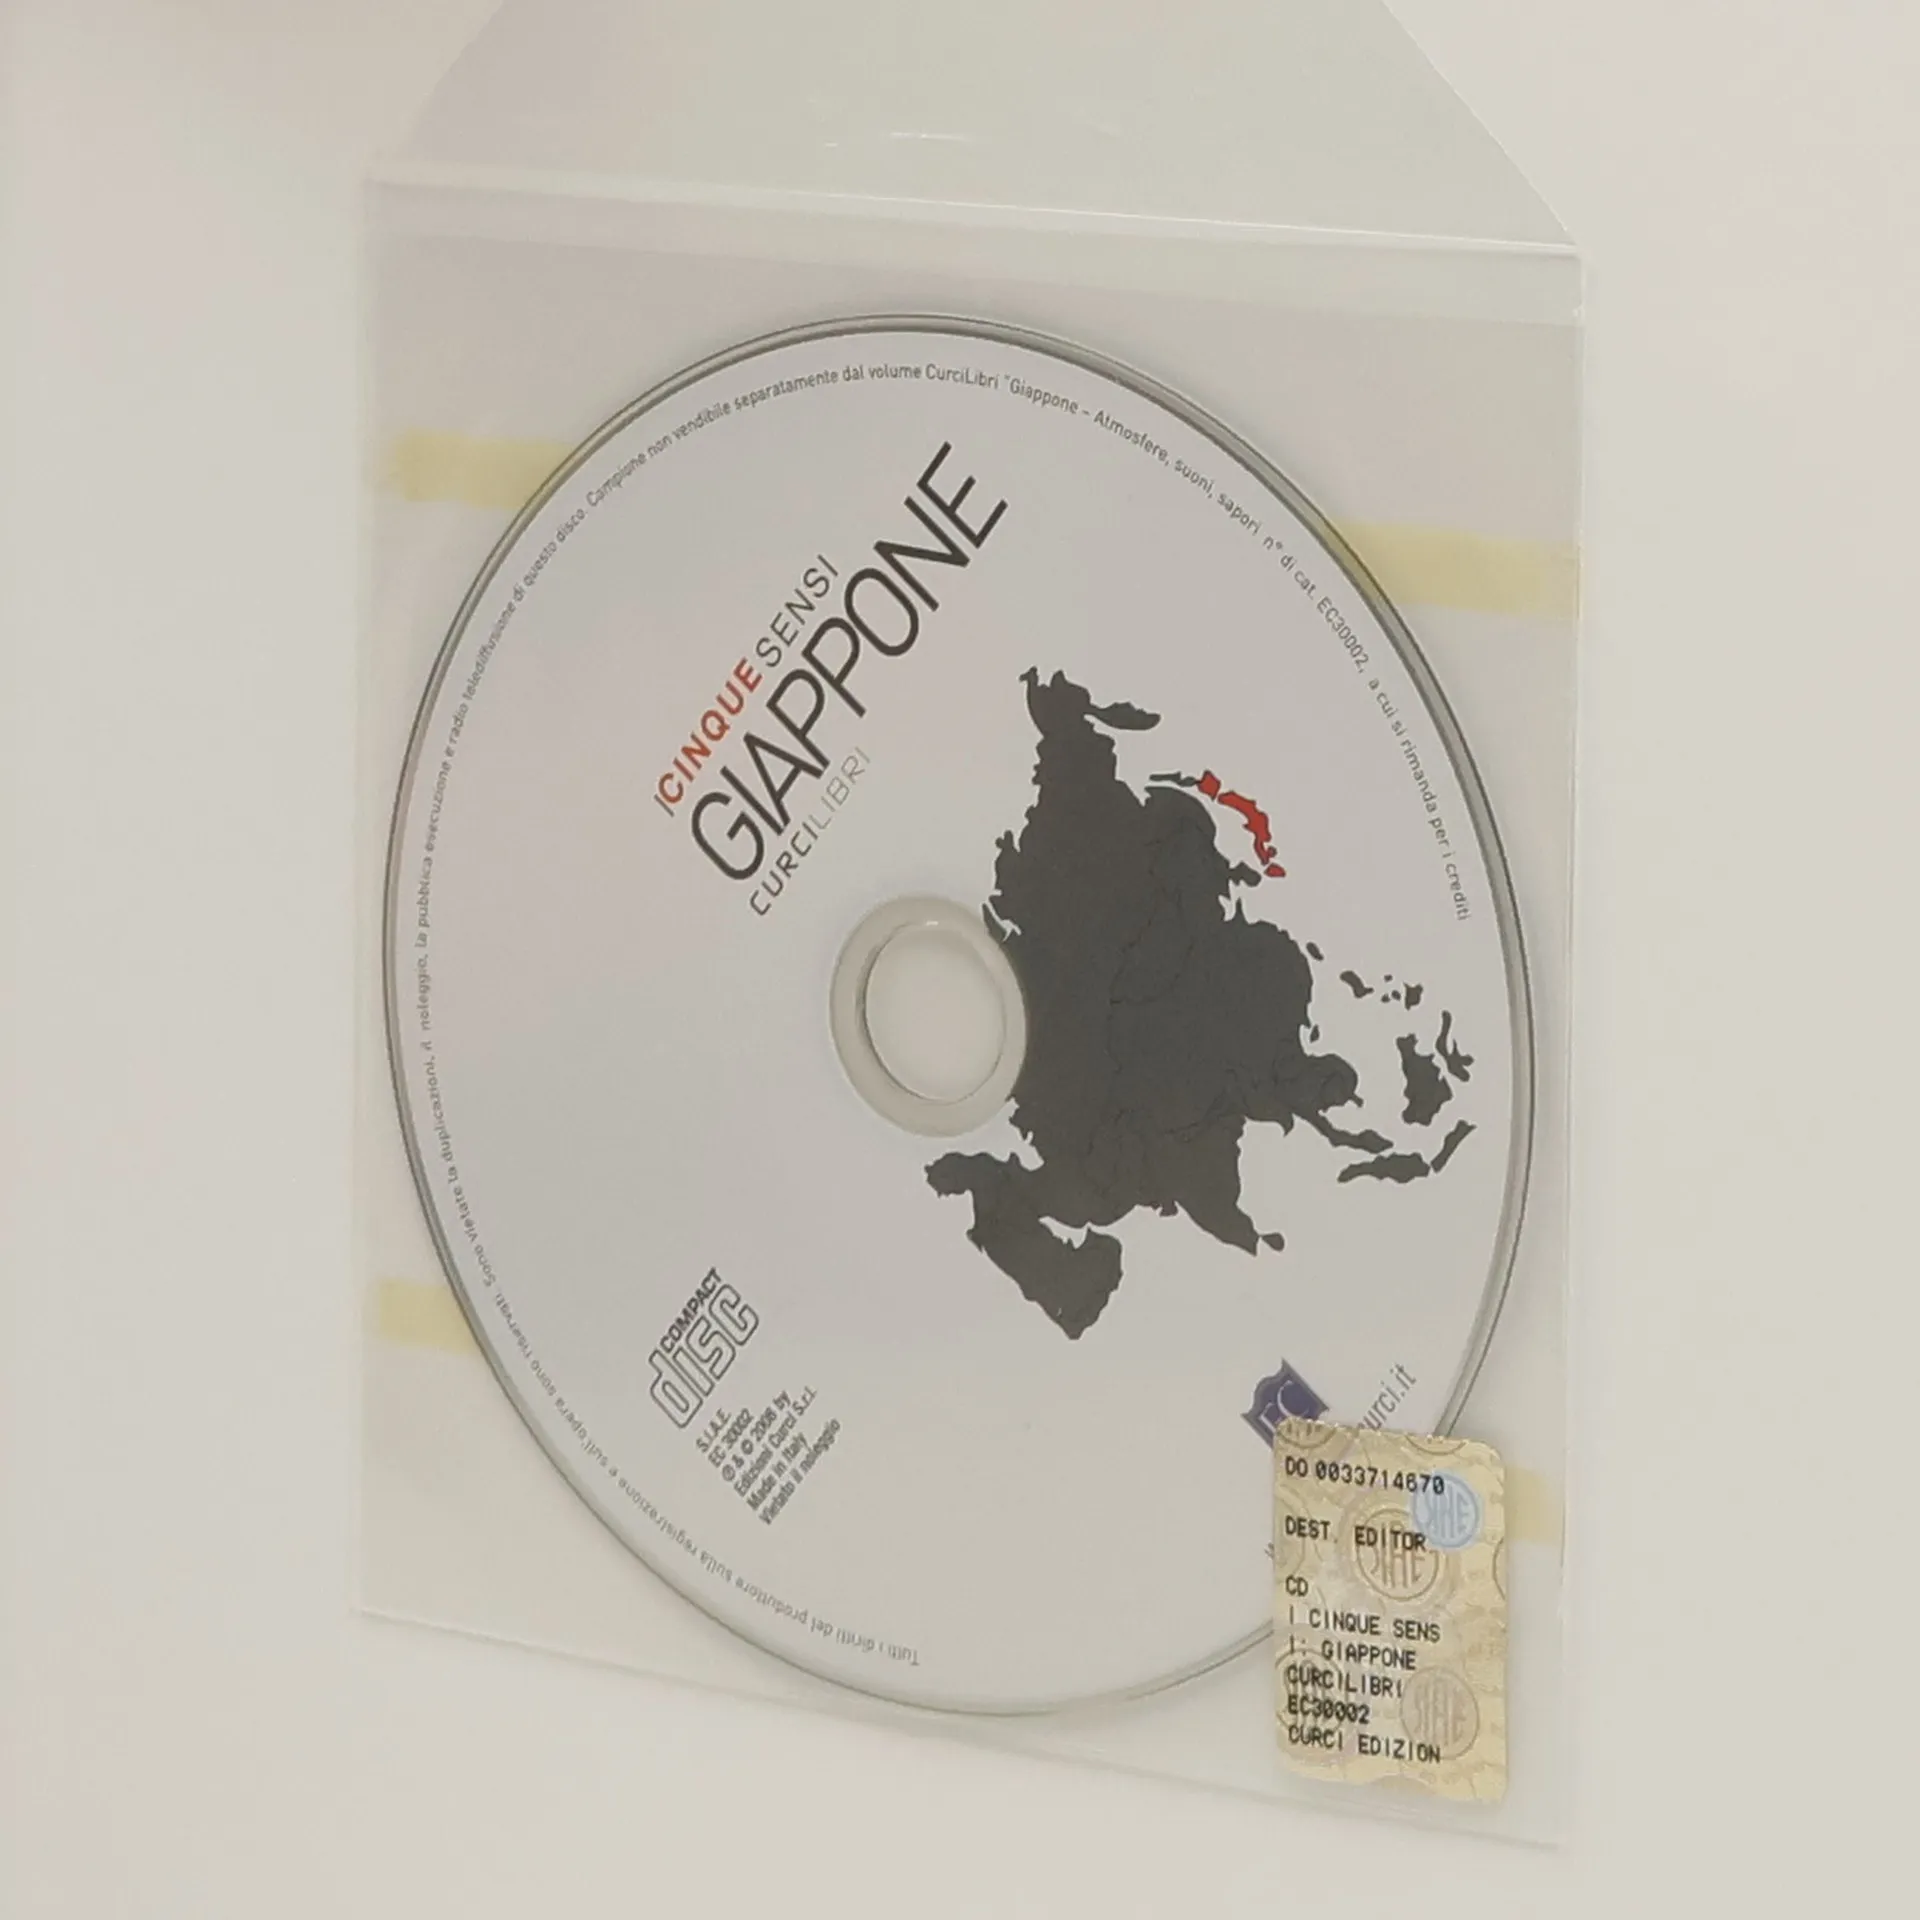 Tutti i diritti del produttore sulla registrazione e sull'opera sono riservati. Sono vietate la duplicazioni, il noleggio, la pubblica esecuzione e radio telediffusione di questo disco. Campione non vendibile separatamente dal volume CurciLibri "Giappone - Atmosfere, suoni, sapori n° di cat. EC30002, a cui si rimanda per i crediti
I CINQUE SENSI
GIAPPONE
CURCILIBRI
COMPACT
disc
S.I.A.E.
EC 30002
℗ & © 2008 by
Edizioni Curci S.r.l.
Made in Italy
Vietato il noleggio
EC
curci.it
DO 0033714670
DEST. EDITOR.
CD
I CINQUE SENS
I: GIAPPONE
CURCILIBRI
EC30002
CURCI EDIZION
SIAE